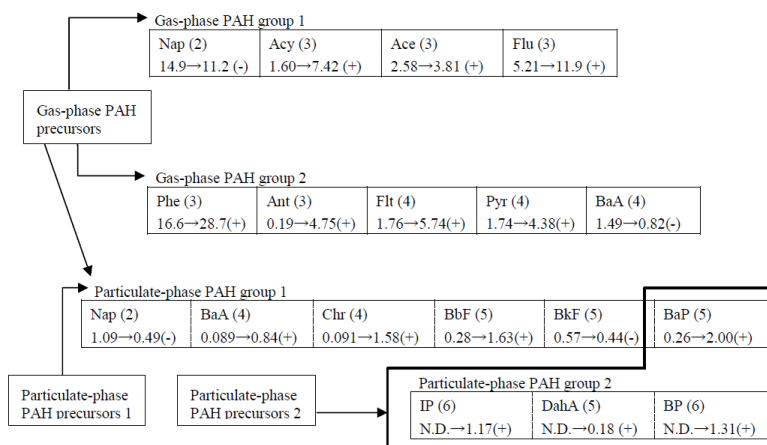 Gas-phase PAH group 1
Nap (2) Acy (3) Ace (3) Flu (3)
14.9→11.2 (-) 1.60→7.42 (+) 2.58→3.81 (+) 5.21→11.9 (+)
Gas-phase PAH
precursors
Gas-phase PAH group 2
Phe (3) Ant (3) Flt (4) Pyr (4) BaA (4)
16.6→28.7(+) 0.19→4.75(+) 1.76→5.74(+) 1.74→4.38(+) 1.49→0.82(-)
Particulate-phase PAH group 1
Nap (2) BaA (4) Chr (4) BbF (5) BkF (5) BaP (5)
1.09→0.49(-) 0.089→0.84(+) 0.091→1.58(+) 0.28→1.63(+) 0.57→0.44(-) 0.26→2.00(+)
Particulate-phase
PAH precursors 1
Particulate-phase
PAH precursors 2
Particulate-phase PAH group 2
IP (6) DahA (5) BP (6)
N.D.→1.17(+) N.D.→0.18 (+) N.D.→1.31(+)